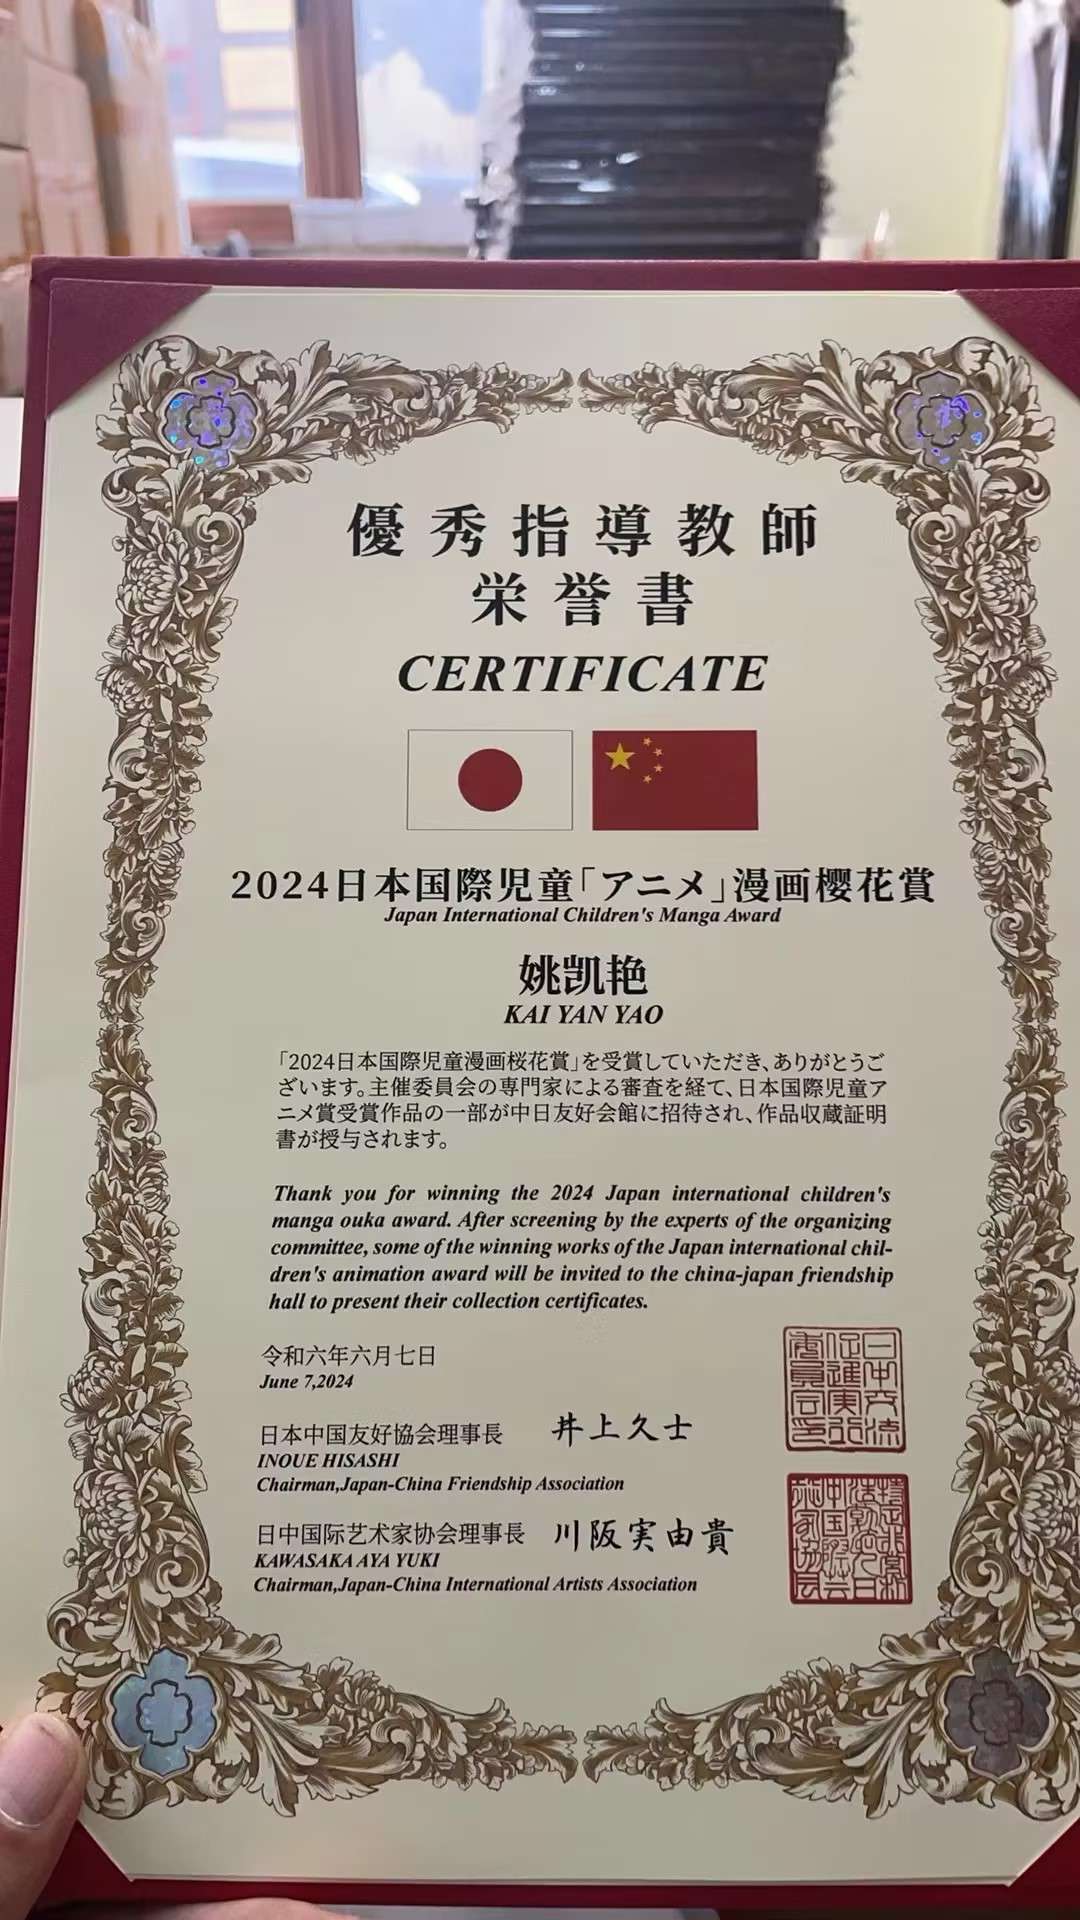 優秀指導教師
栄誉書
CERTIFICATE
2024日本国際児童「アニメ」漫画櫻花賞
Japan International Children's Manga Award
姚凯艳
KAI YAN YAO
「2024日本国際児童漫画桜花賞」を受賞していただき、ありがとうご
ざいます。主催委員会の専門家による審査を経て、日本国際児童ア
ニメ賞受賞作品の一部が中日友好会館に招待され、作品収蔵証明
書が授与されます。
Thank you for winning the 2024 Japan international children's
manga ouka award. After screening by the experts of the organizing
committee, some of the winning works of the Japan international chil-
dren's animation award will be invited to the china-japan friendship
hall to present their collection certificates.
令和六年六月七日
June 7,2024
日本中国友好協会理事長 井上久士
INOUE HISASHI
Chairman,Japan-China Friendship Association
日中国际艺术家协会理事長 川阪実由貴
KAWASAKA AYA YUKI
Chairman,Japan-China International Artists Association